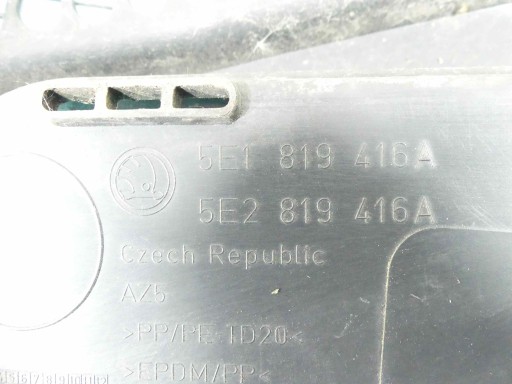 5E1 819 416A
5E2 819 416A
Czech Republic
AZ5
>PP/PE TD20<
>EPDM/PP<